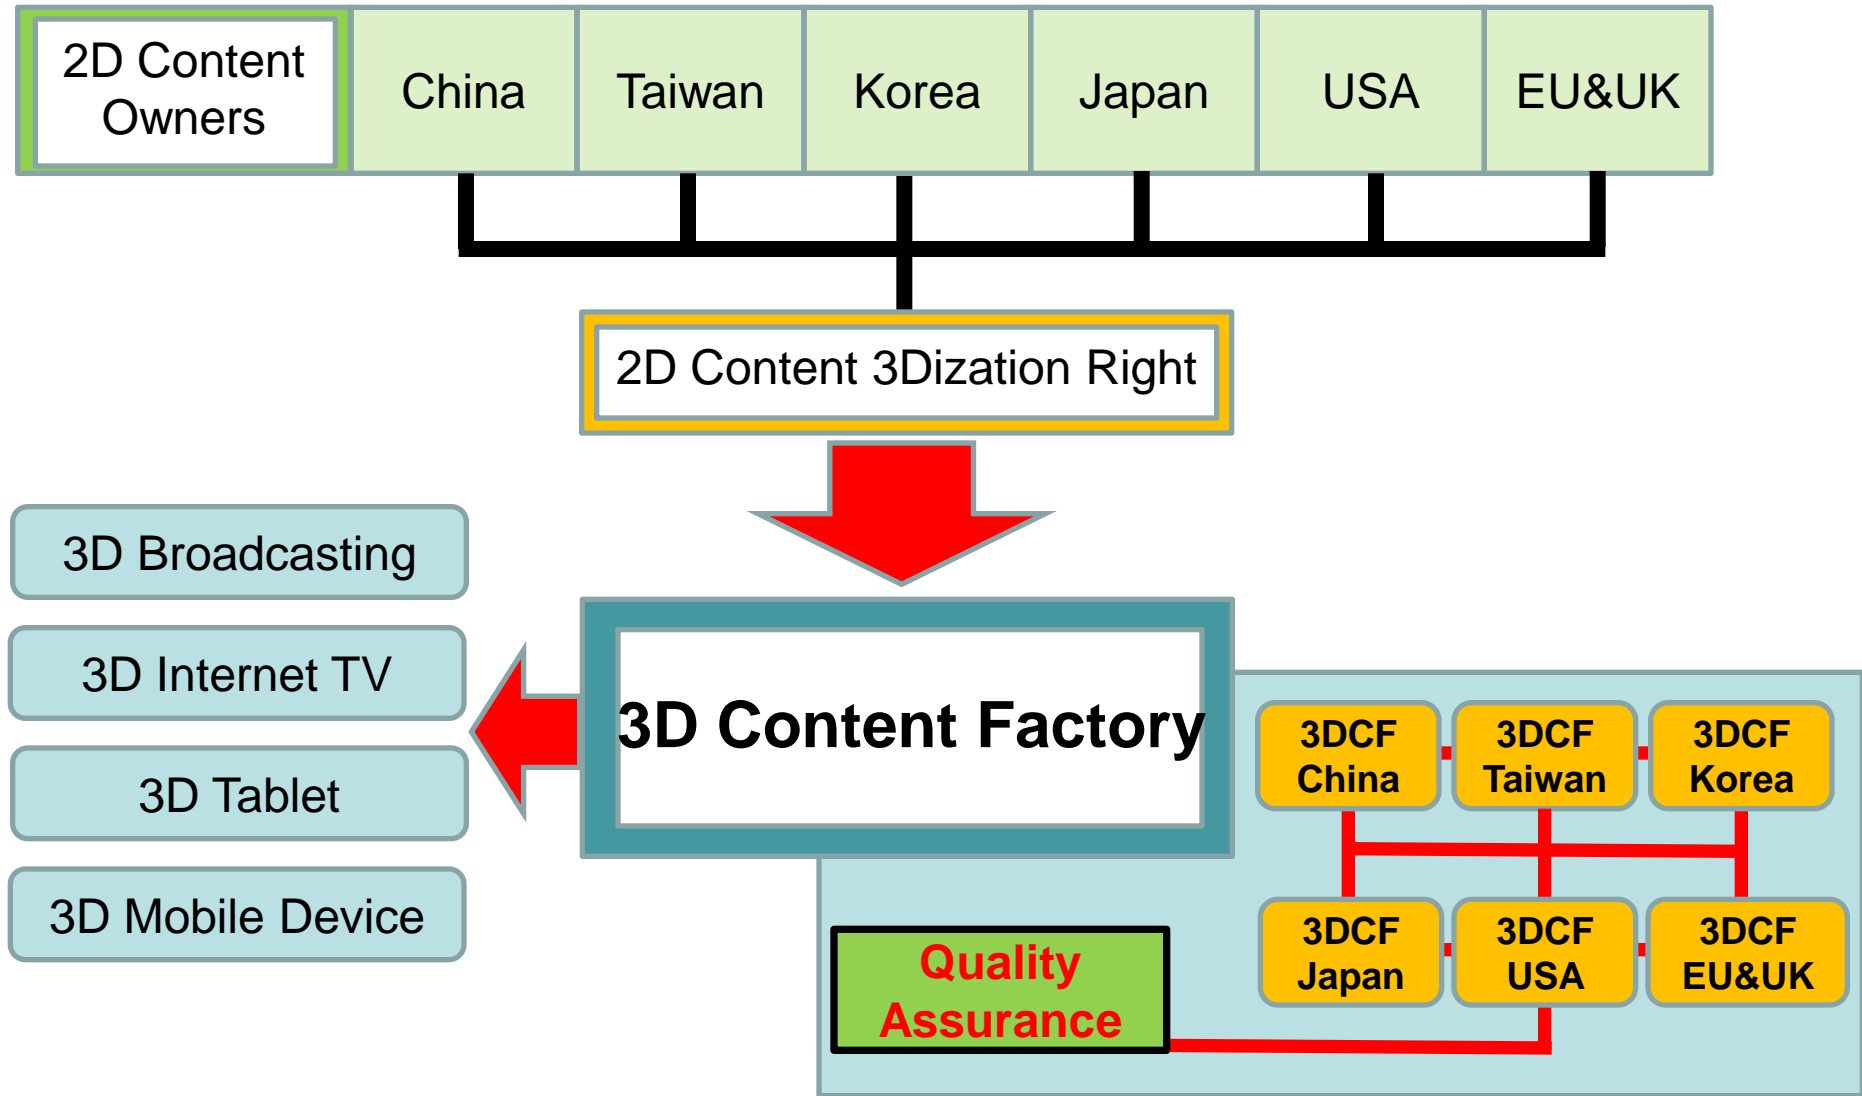 2D Content
Owners
China
Taiwan
Korea
Japan
USA
EU&UK
2D Content 3Dization Right
3D Broadcasting
3D Internet TV
3D Tablet
3D Mobile Device
3D Content Factory
3DCF
China
3DCF
Taiwan
3DCF
Korea
3DCF
Japan
3DCF
USA
3DCF
EU&UK
Quality
Assurance